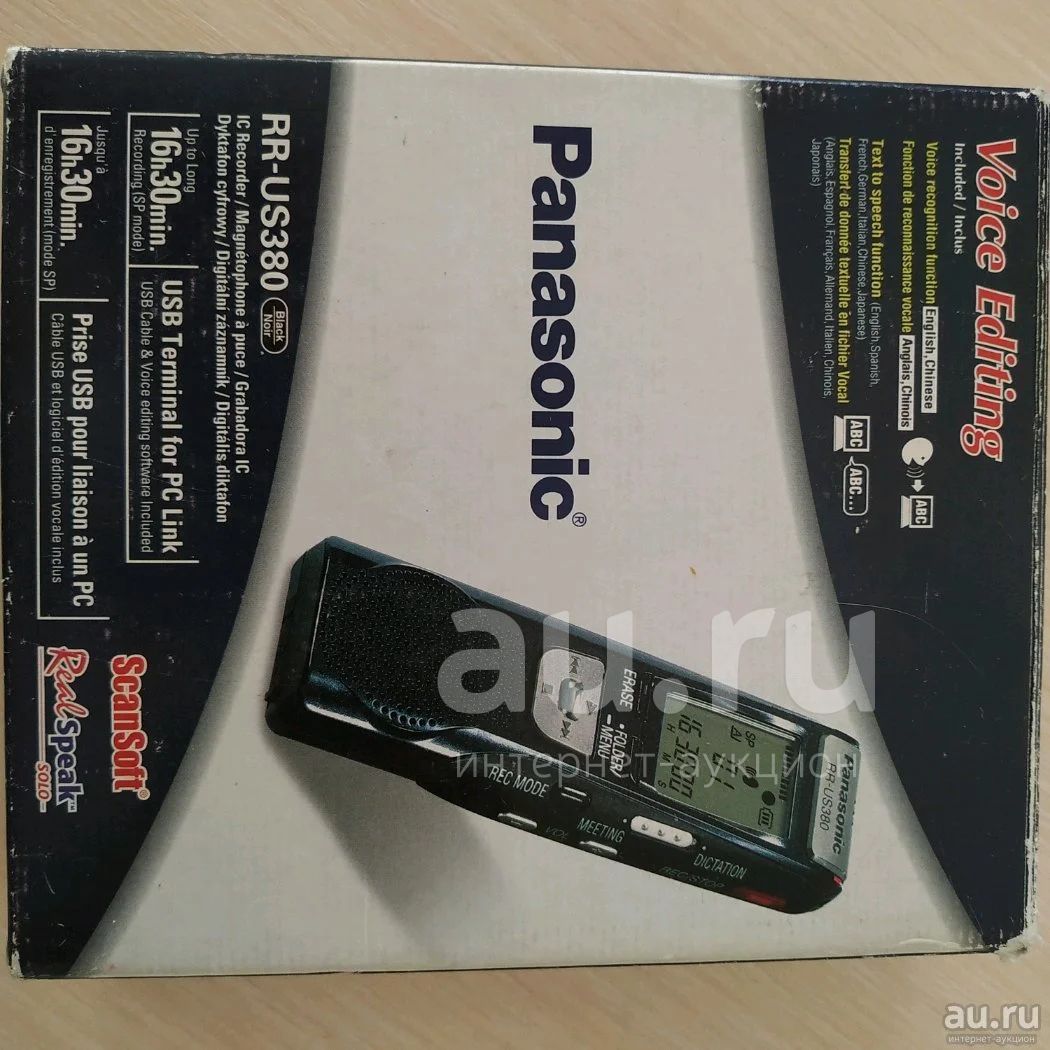 Voice Editing
Included / Inclus
Voice recognition function English,Chinese
Fonction de reconnaissance vocale Anglais,Chinois
ABC
Text to speech function (English,Spanish,
French,German,Italian,Chinese,Japanese)
Transfert de donnée textuelle en fichier Vocal
(Anglais, Espagnol, Français, Allemand, Italien, Chinois,
Japonais)
ABC
ABC...
Panasonic®
RR-US380 Black
Noir
IC Recorder / Magnétophone à puce / Grabadora IC
Dyktafon cyfrowy / Digitální záznamník / Digitális diktafon
Up to Long
16h30min.
Recording (SP mode)
USB Terminal for PC Link
USB Cable & Voice editing software Included
Jusqu'à
16h30min.
d'enregistrement (mode SP)
Prise USB pour liaison à un PC
Câble USB et logiciel d'édition vocale inclus
ScanSoft®
RealSpeak™
SOLO
Panasonic
RR-US380
SP
ERASE
• FOLDER/
– MENU
REC MODE
VOL
MEETING
DICTATION
REC/STOP
au.ru
интернет-аукцион
au.ru
интернет-аукцион